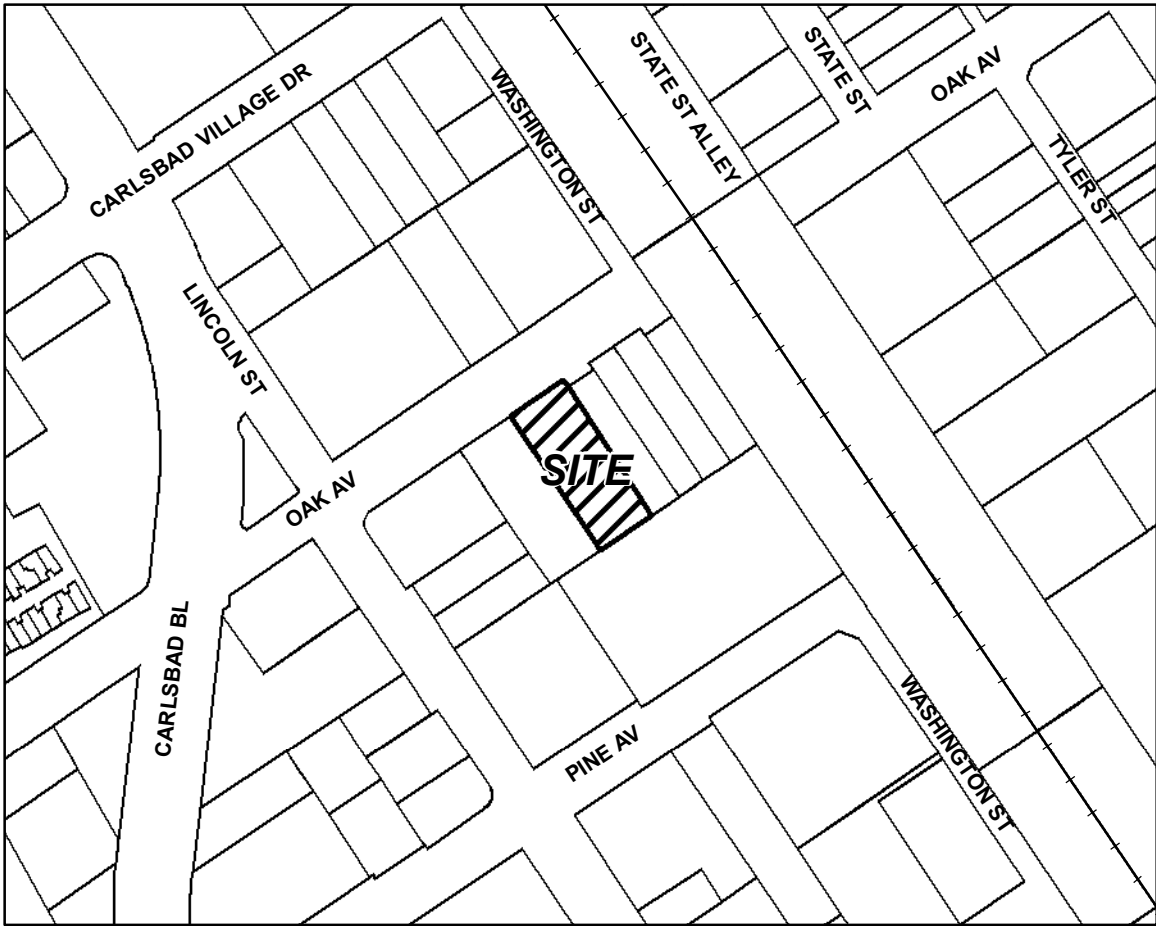 CARLSBAD VILLAGE DR
WASHINGTON ST
STATE ST ALLEY
STATE ST
OAK AV
TYLER ST
LINCOLN ST
SITE
OAK AV
CARLSBAD BL
PINE AV
WASHINGTON ST